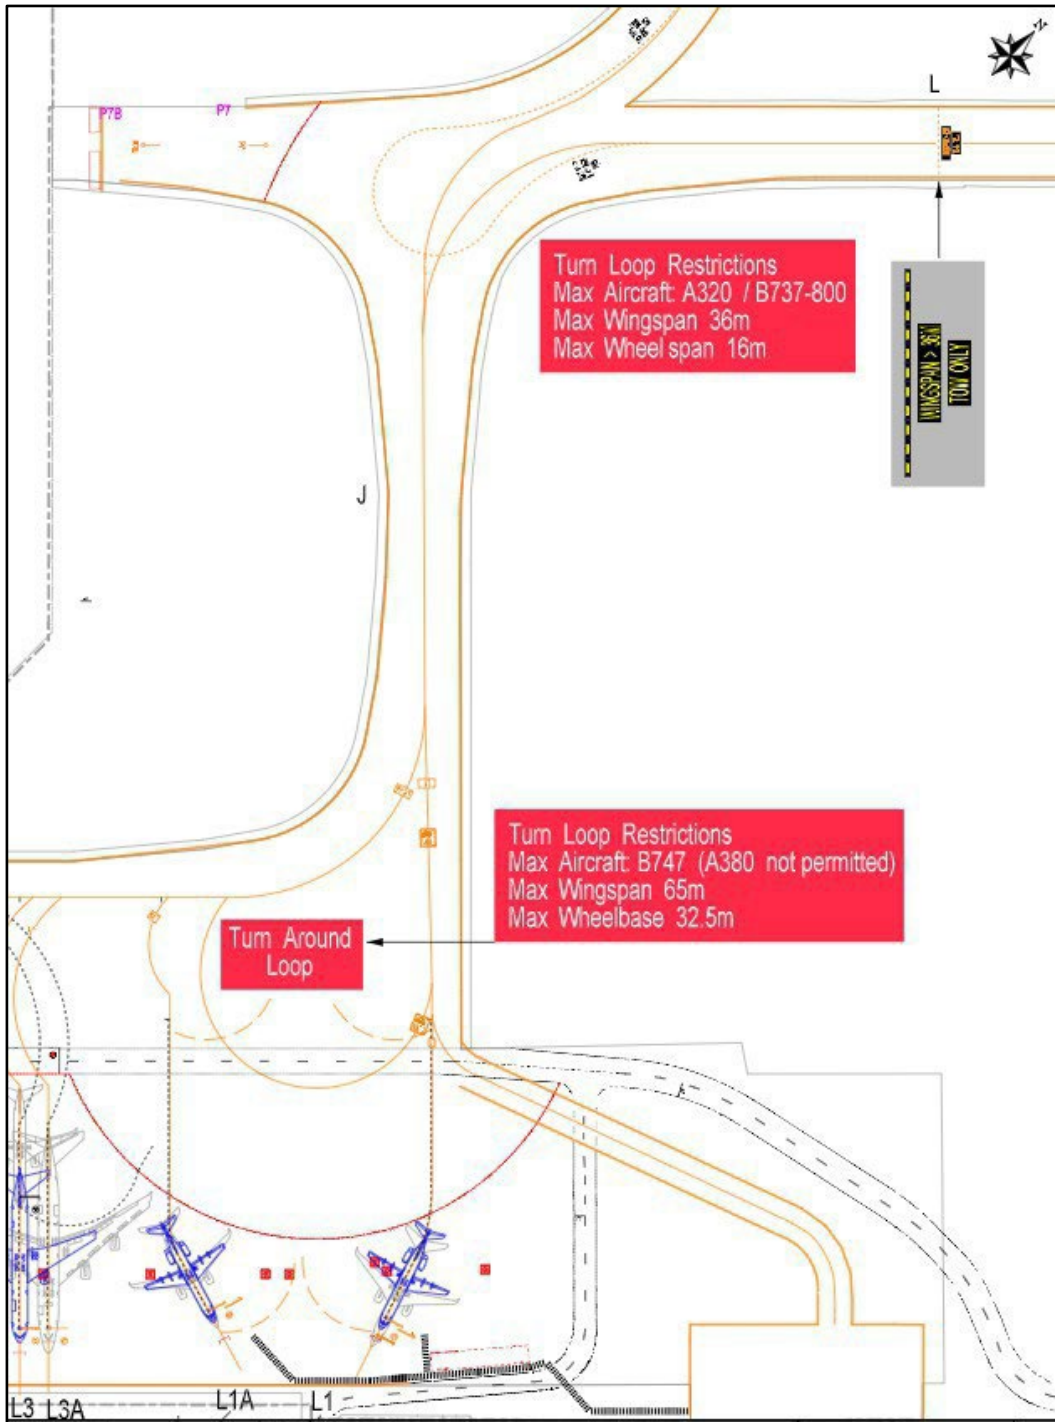 N
L
P7B
P7
Turn Loop Restrictions
Max Aircraft: A320 / B737-800
Max Wingspan 36m
Max Wheel span 16m
WINGSPAN > 36M
TOW ONLY
J
Turn Loop Restrictions
Max Aircraft: B747 (A380 not permitted)
Max Wingspan 65m
Max Wheelbase 32.5m
Turn Around
Loop
L3
L3A
L1A
L1